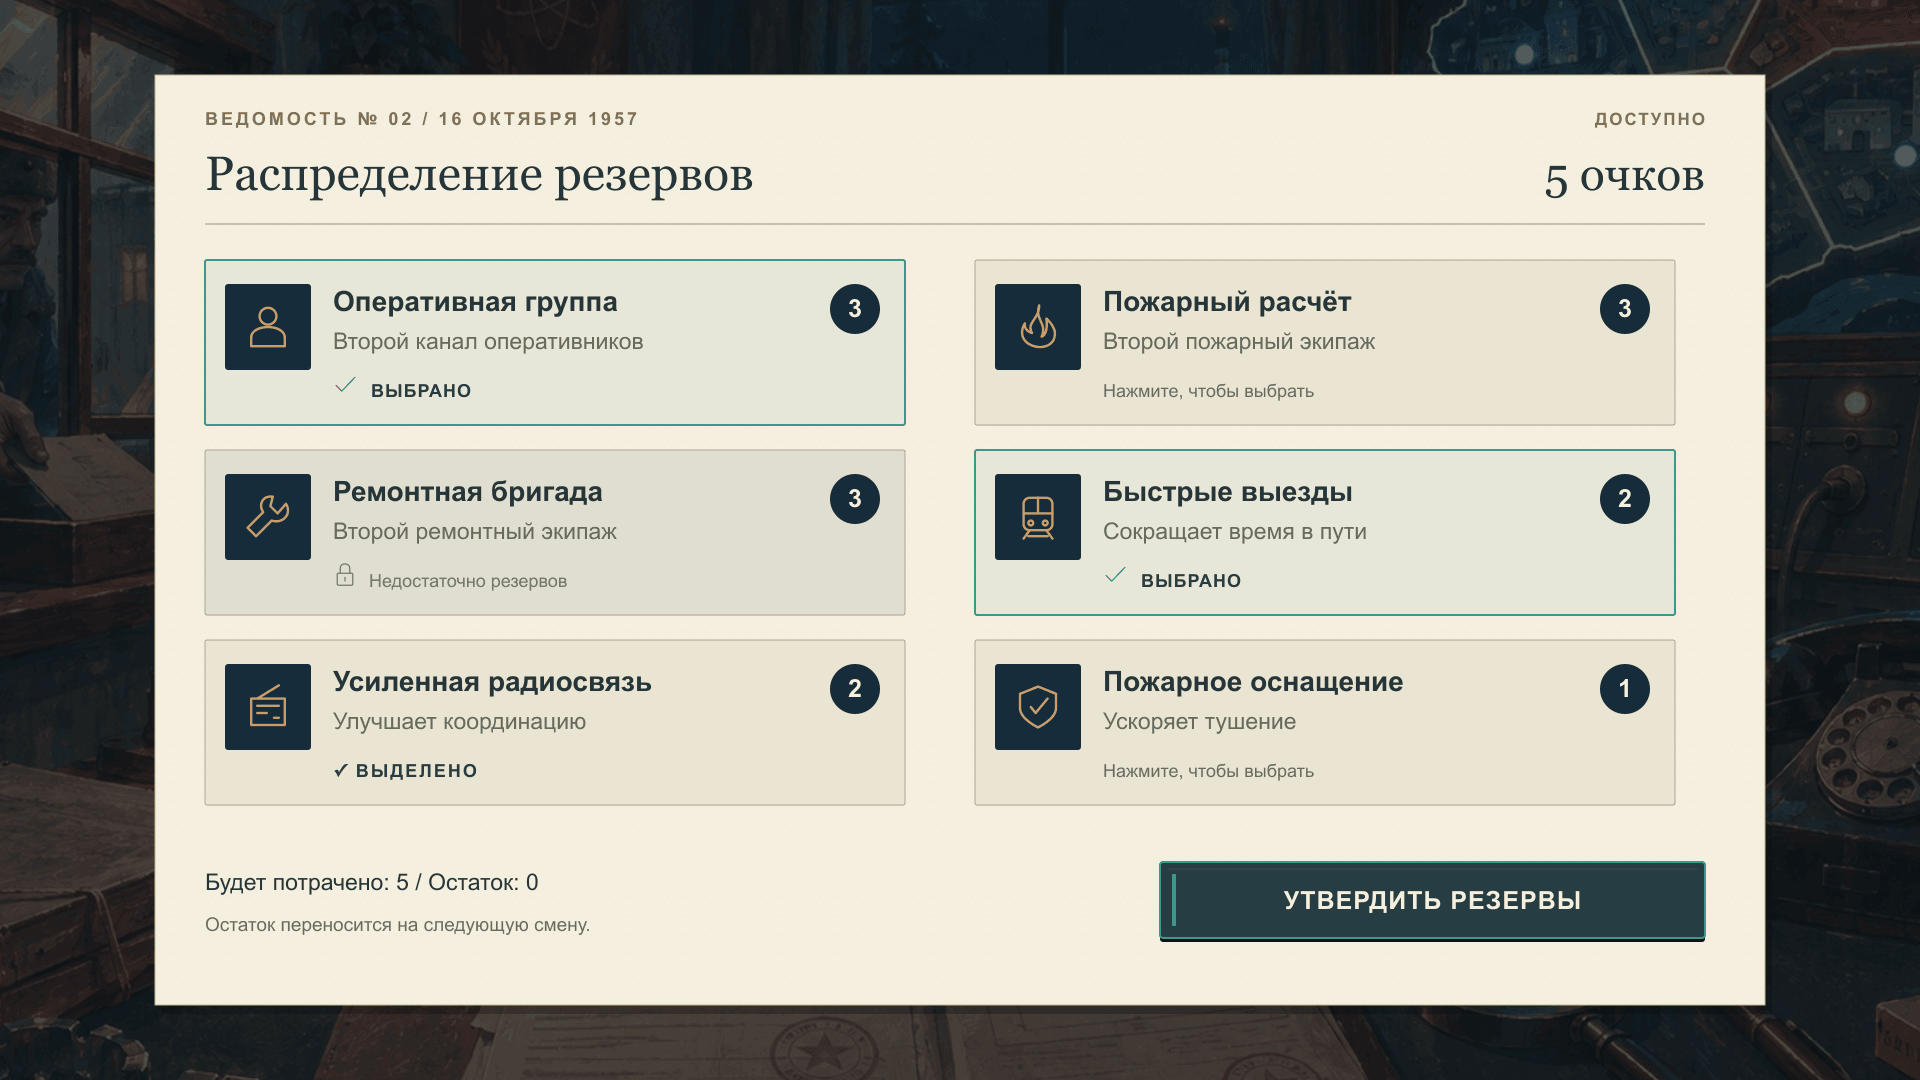 ВЕДОМОСТЬ № 02 / 16 ОКТЯБРЯ 1957
ДОСТУПНО
Распределение резервов
5 очков
Оперативная группа
3
Второй канал оперативников
ВЫБРАНО
Пожарный расчёт
3
Второй пожарный экипаж
Нажмите, чтобы выбрать
Ремонтная бригада
3
Второй ремонтный экипаж
Недостаточно резервов
Быстрые выезды
2
Сокращает время в пути
ВЫБРАНО
Усиленная радиосвязь
2
Улучшает координацию
✓ ВЫДЕЛЕНО
Пожарное оснащение
1
Ускоряет тушение
Нажмите, чтобы выбрать
Будет потрачено: 5 / Остаток: 0
Остаток переносится на следующую смену.
УТВЕРДИТЬ РЕЗЕРВЫ